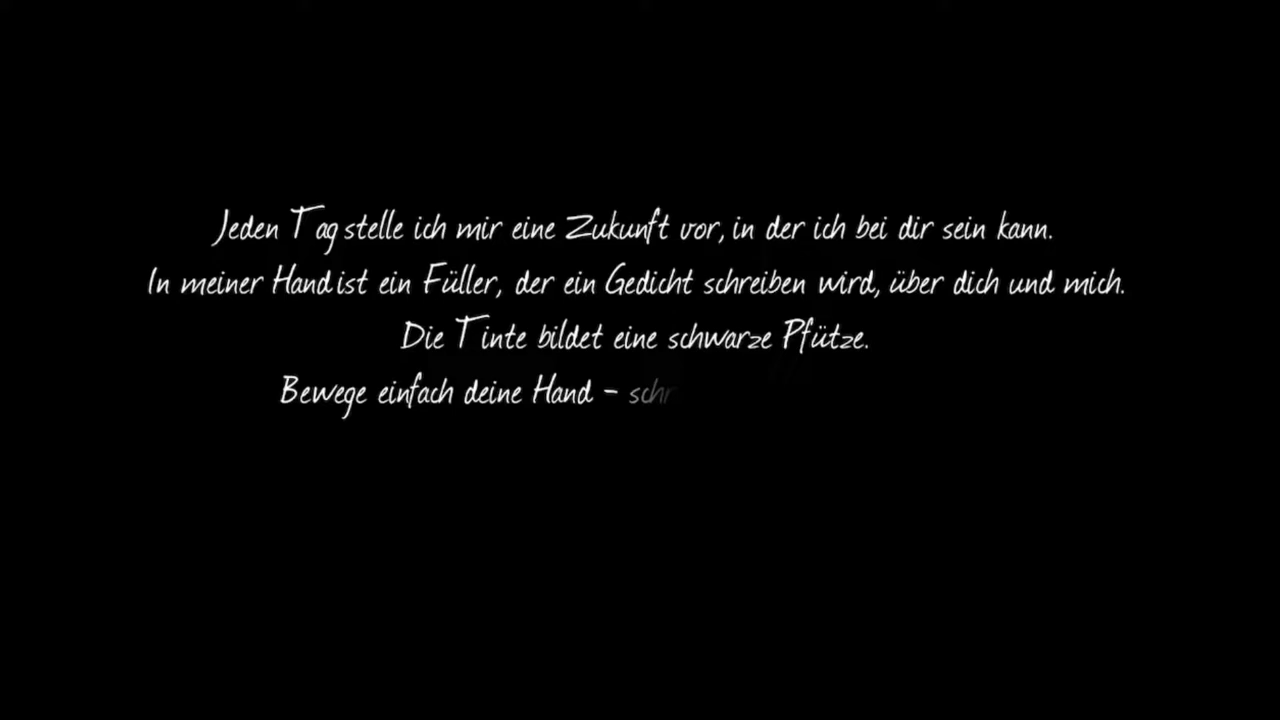 Jeden Tag stelle ich mir eine Zukunft vor, in der ich bei dir sein kann.
In meiner Hand ist ein Füller, der ein Gedicht schreiben wird, über dich und mich.
Die Tinte bildet eine schwarze Pfütze.
Bewege einfach deine Hand – schr